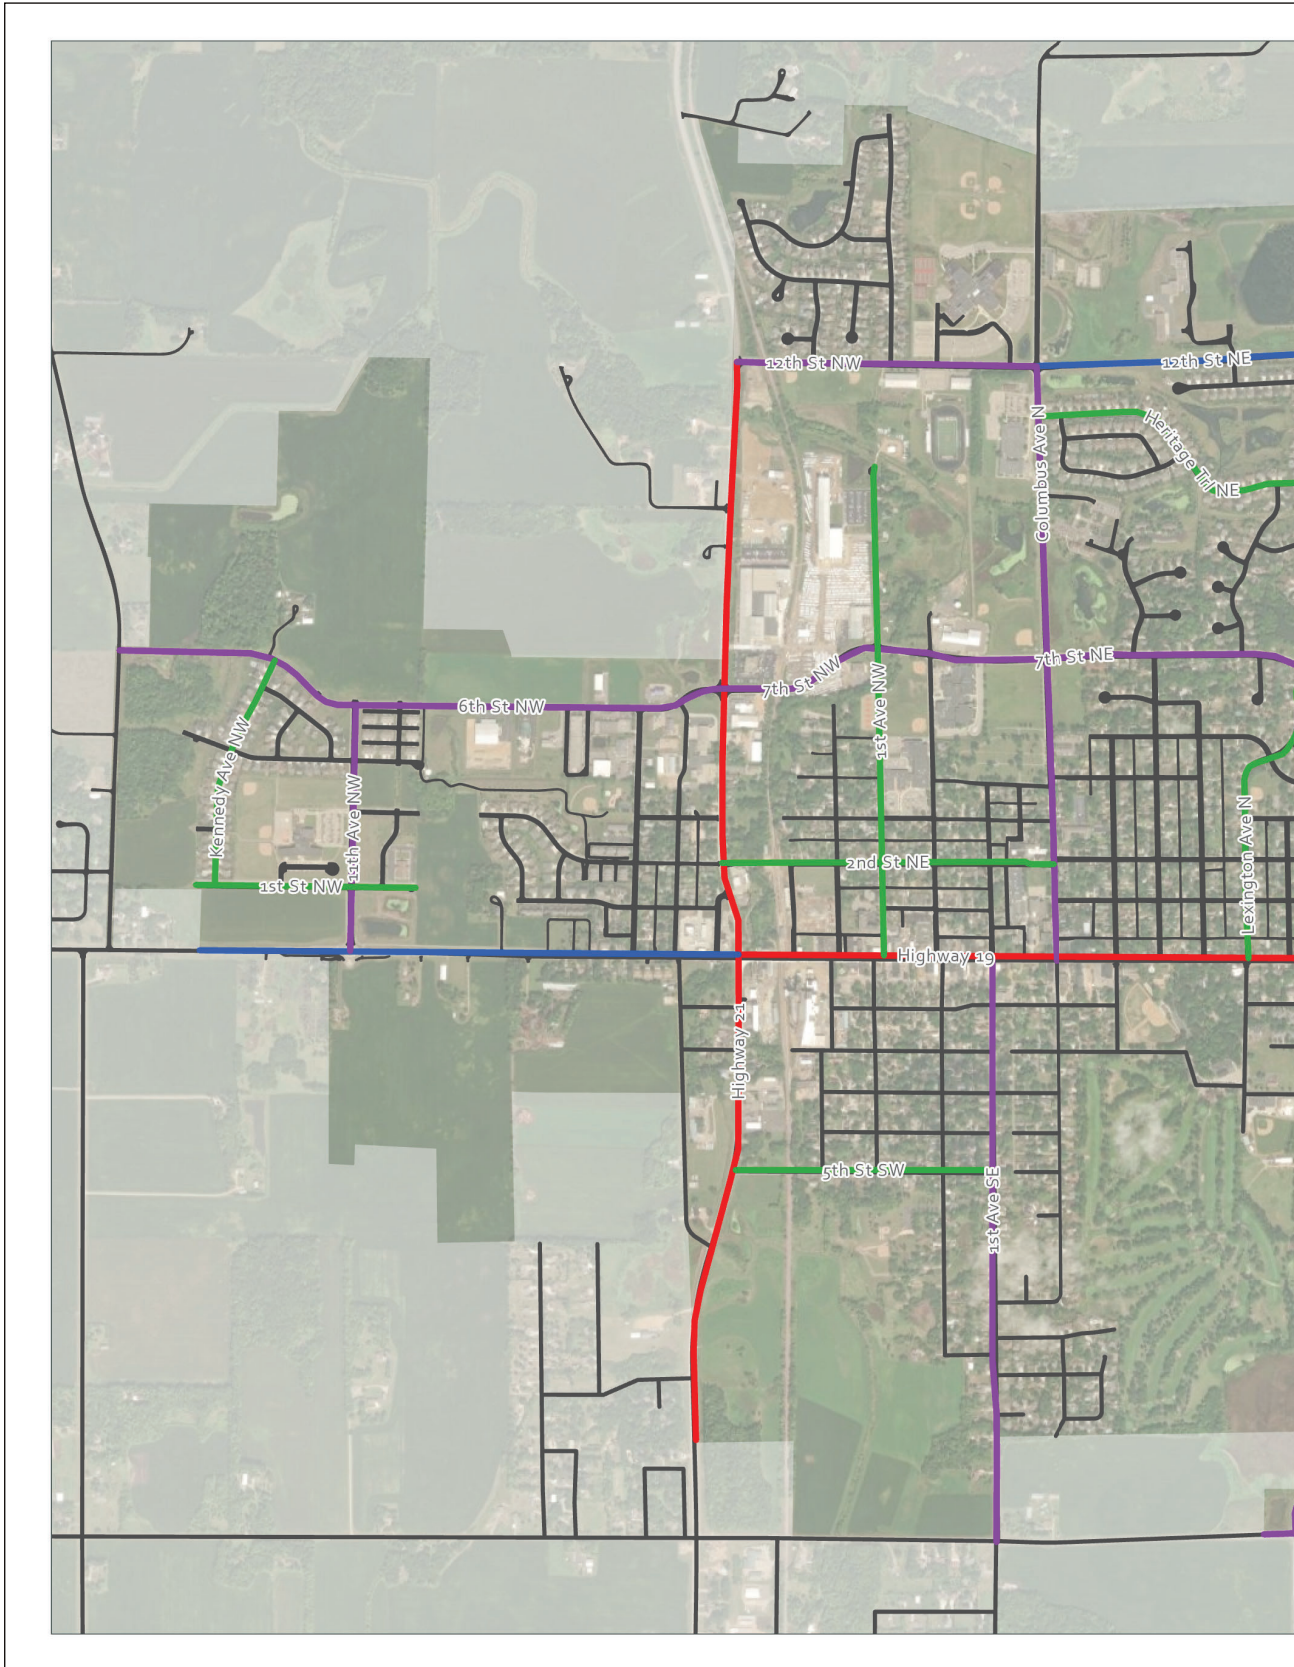 12th St NW
12th St NE
Columbus Ave N
Heritage Trl NE
7th St NE
7th St NW
6th St NW
1st Ave NW
Kennedy Ave NW
11th Ave NW
Lexington Ave N
2nd St NE
1st St NW
Highway 19
Highway 21
5th St SW
1st Ave SE